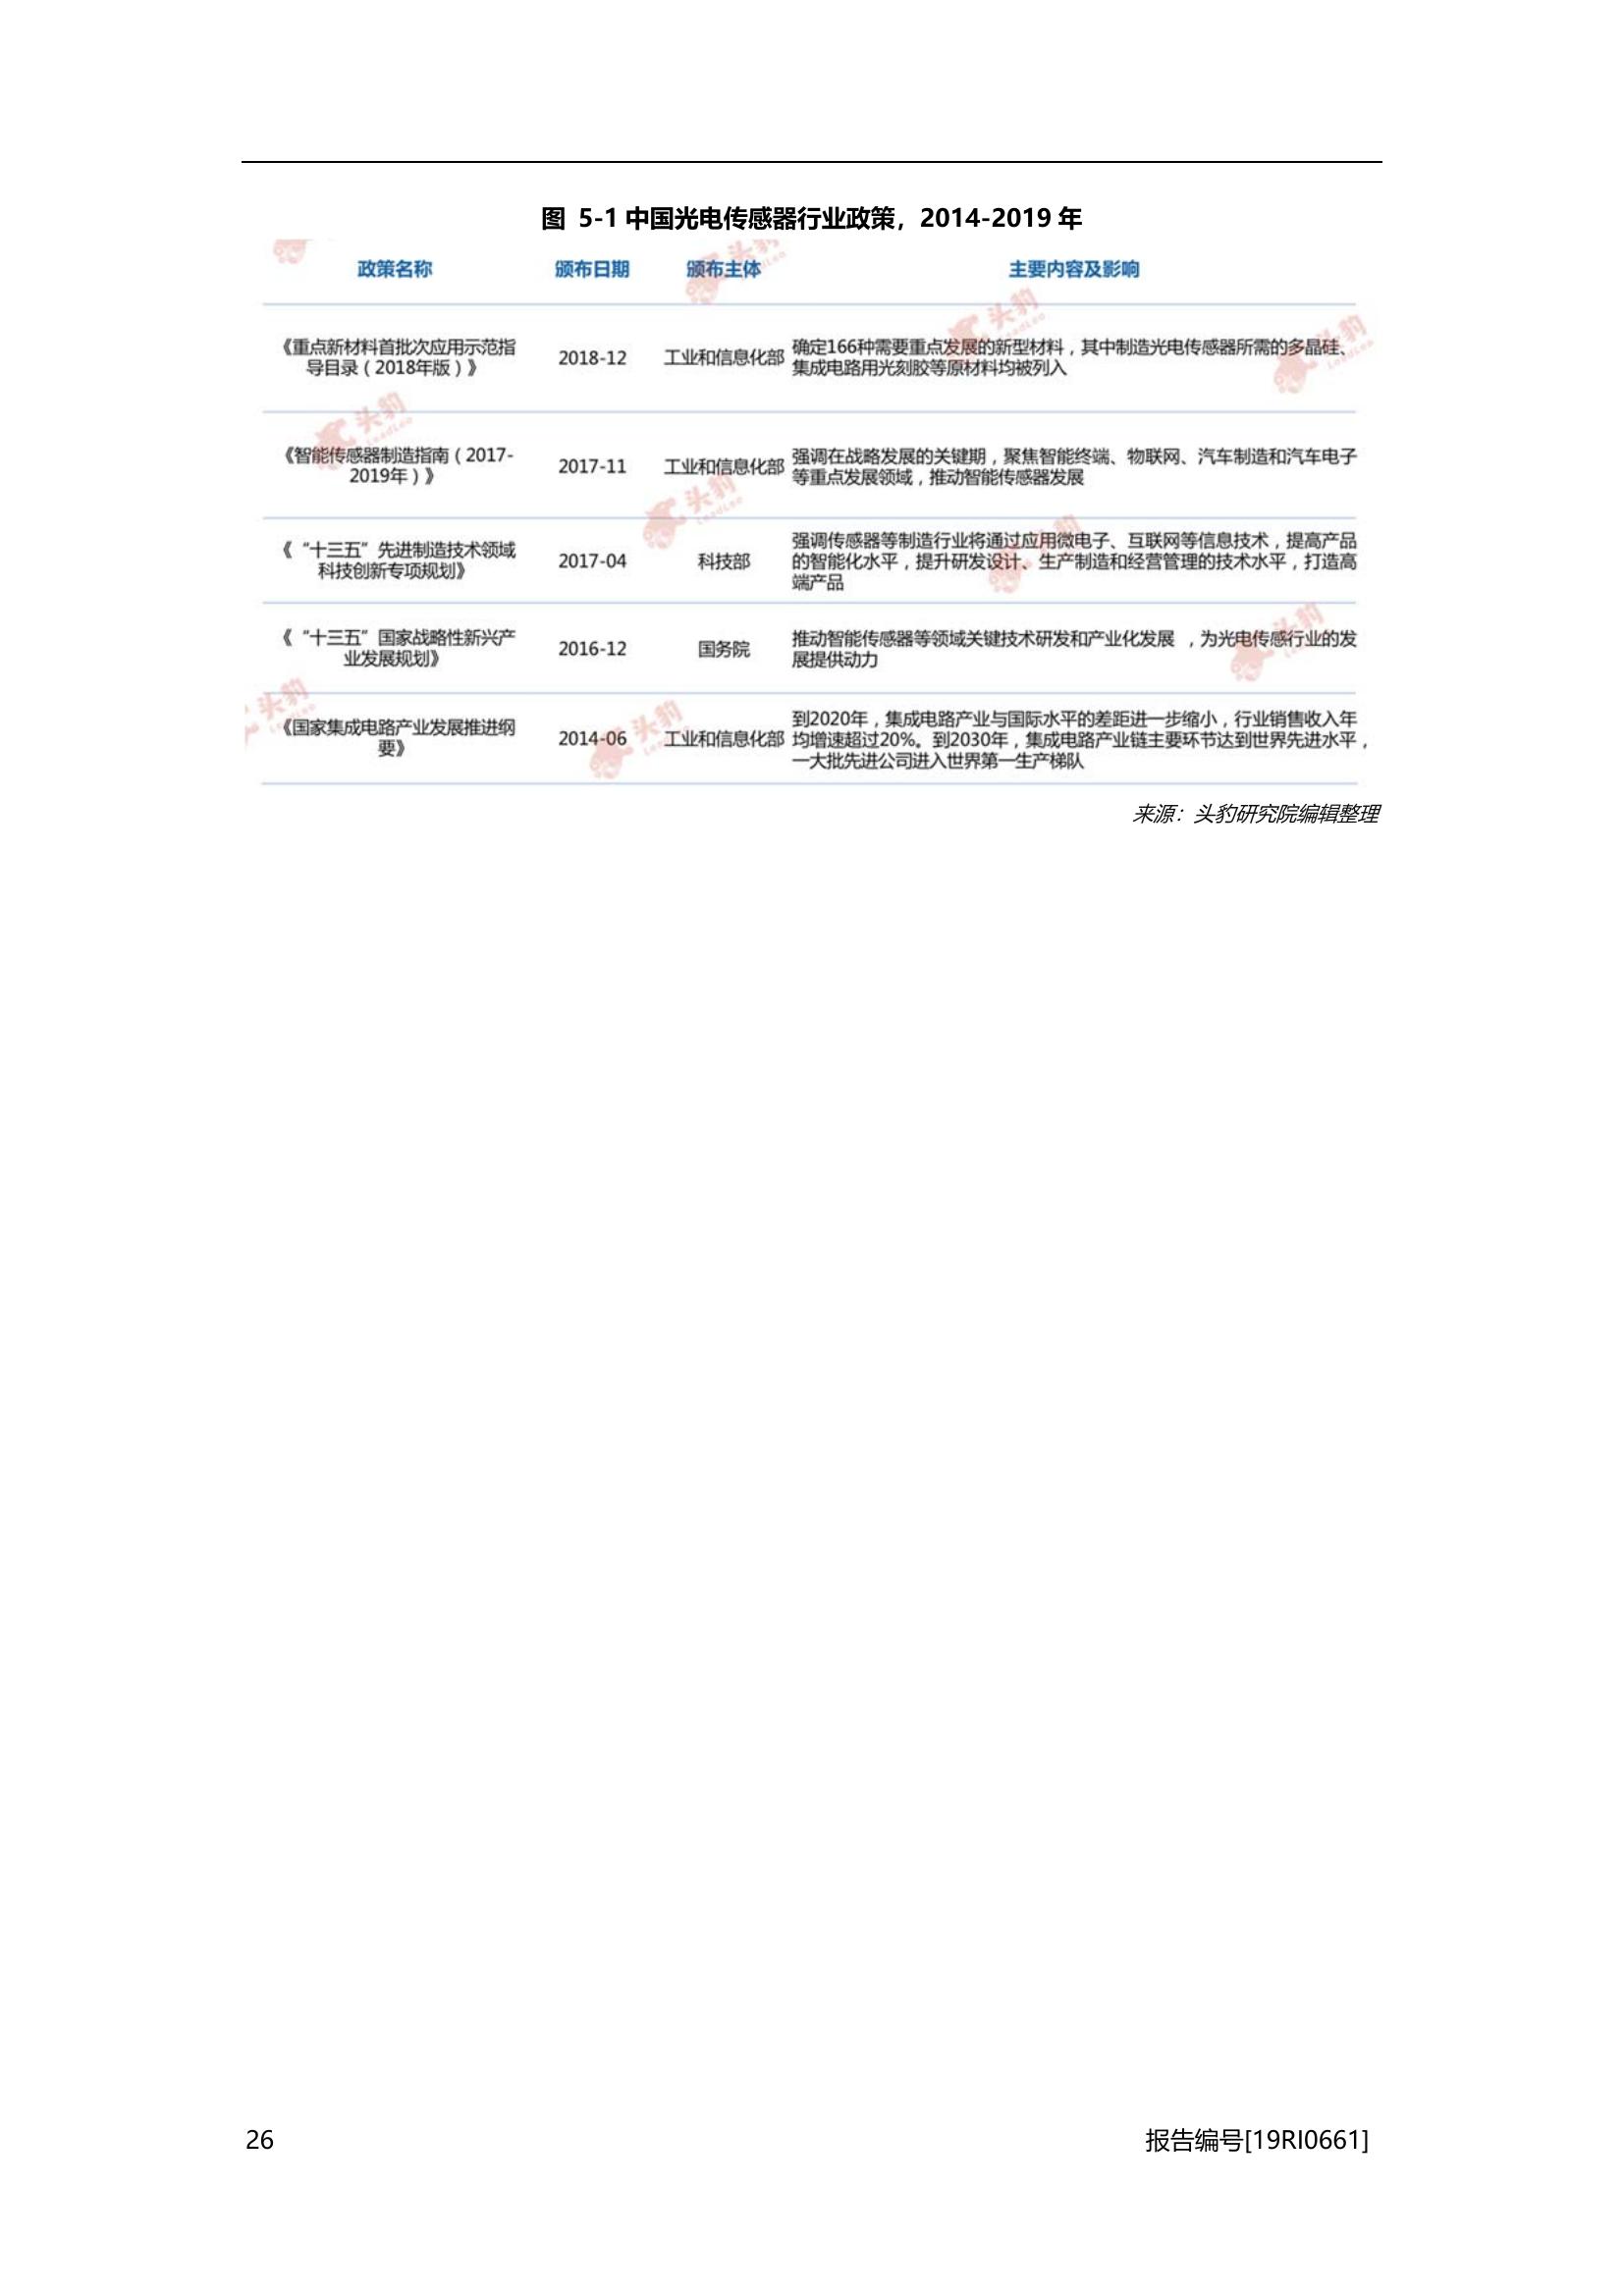 图 5-1 中国光电传感器行业政策，2014-2019 年
政策名称 颁布日期 颁布主体 主要内容及影响
《重点新材料首批次应用示范指
导目录（2018年版）》
2018-12
工业和信息化部
确定166种需要重点发展的新型材料，其中制造光电传感器所需的多晶硅、
集成电路用光刻胶等原材料均被列入
《智能传感器制造指南（2017-
2019年）》
2017-11
工业和信息化部
强调在战略发展的关键期，聚焦智能终端、物联网、汽车制造和汽车电子
等重点发展领域，推动智能传感器发展
《“十三五”先进制造技术领域
科技创新专项规划》
2017-04
科技部
强调传感器等制造行业将通过应用微电子、互联网等信息技术，提高产品
的智能化水平，提升研发设计、生产制造和经营管理的技术水平，打造高
端产品
《“十三五”国家战略性新兴产
业发展规划》
2016-12
国务院
推动智能传感器等领域关键技术研发和产业化发展 ，为光电传感行业的发
展提供动力
《国家集成电路产业发展推进纲
要》
2014-06
工业和信息化部
到2020年，集成电路产业与国际水平的差距进一步缩小，行业销售收入年
均增速超过20%。到2030年，集成电路产业链主要环节达到世界先进水平，
一大批先进公司进入世界第一生产梯队
头豹
LeadLeo
来源：头豹研究院编辑整理
26 报告编号[19RI0661]